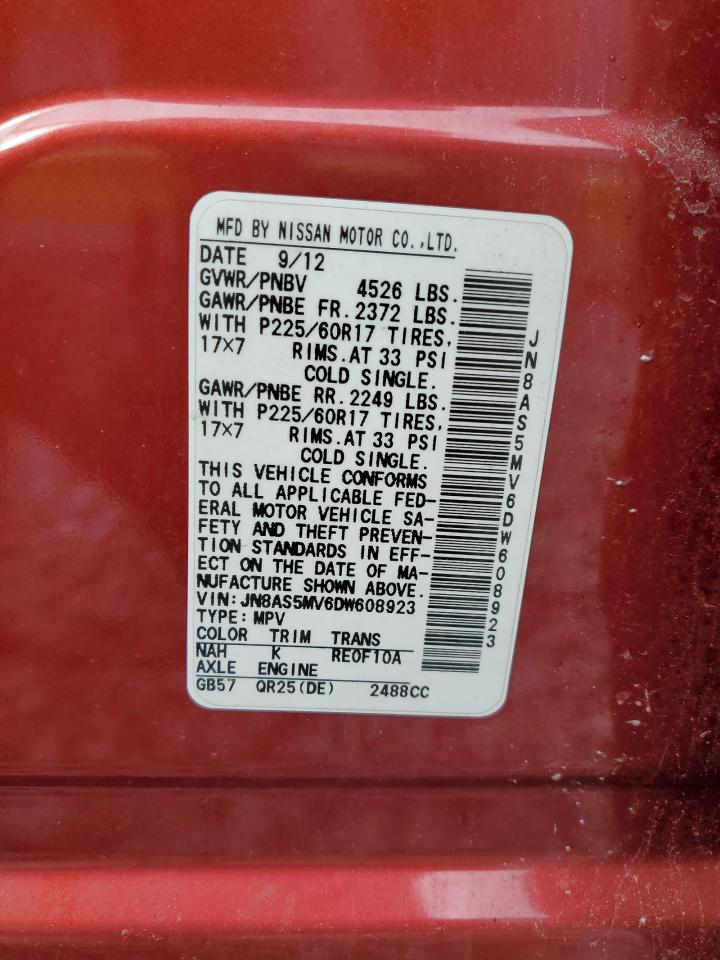 MFD BY NISSAN MOTOR CO.,LTD.
DATE 9/12
GVWR/PNBV 4526 LBS.
GAWR/PNBE FR.2372 LBS.
WITH P225/60R17 TIRES,
17X7 RIMS.AT 33 PSI
COLD SINGLE.
GAWR/PNBE RR.2249 LBS.
WITH P225/60R17 TIRES,
17X7 RIMS.AT 33 PSI
COLD SINGLE.
THIS VEHICLE CONFORMS
TO ALL APPLICABLE FED-
ERAL MOTOR VEHICLE SA-
FETY AND THEFT PREVEN-
TION STANDARDS IN EFF-
ECT ON THE DATE OF MA-
NUFACTURE SHOWN ABOVE.
VIN:JN8AS5MV6DW608923
TYPE:MPV
COLOR TRIM TRANS
NAH K RE0F10A
AXLE ENGINE
GB57 QR25(DE) 2488CC
JN8AS5MV6DW608923